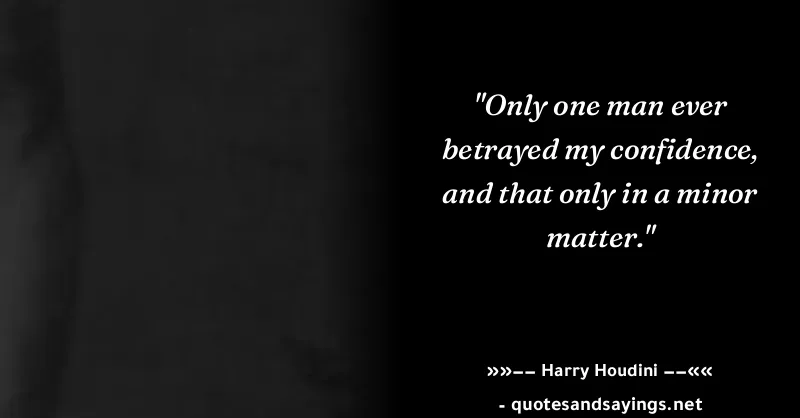 "Only one man ever
betrayed my confidence,
and that only in a minor
matter."
»»–– Harry Houdini ––««
- quotesandsayings.net